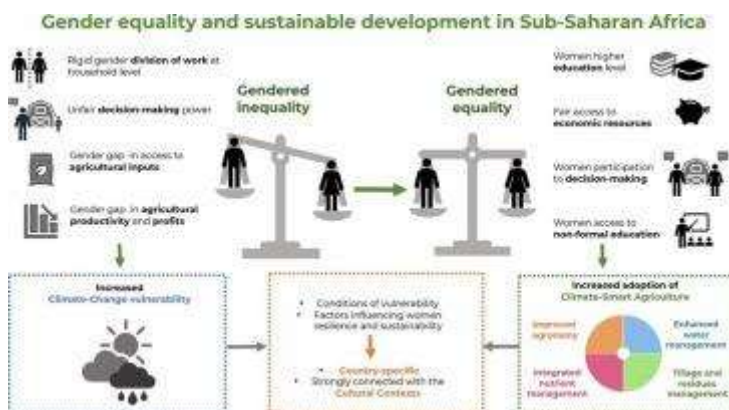 Gender equality and sustainable development in Sub-Saharan Africa
Rigid gender division of work at
household level
Unfair decision-making power
Gender gap -in access to
agricultural inputs
Gender gap in agricultural
productivity and profits
Gendered
inequality
Gendered
equality
Women higher
education level
Fair access to
economic resources
Women participation
to decision-making
Women access to
non-formal education
Increased
Climate-Change vulnerability
• Conditions of vulnerability
• Factors influencing women
resilience and sustainability
• Country-specific
• Strongly connected with the
Cultural Contexts
Increased adoption of
Climate-Smart Agriculture
Improved
agronomy
Enhanced
water
management
Integrated
Nutrient
Management
Tillage and
residues
management